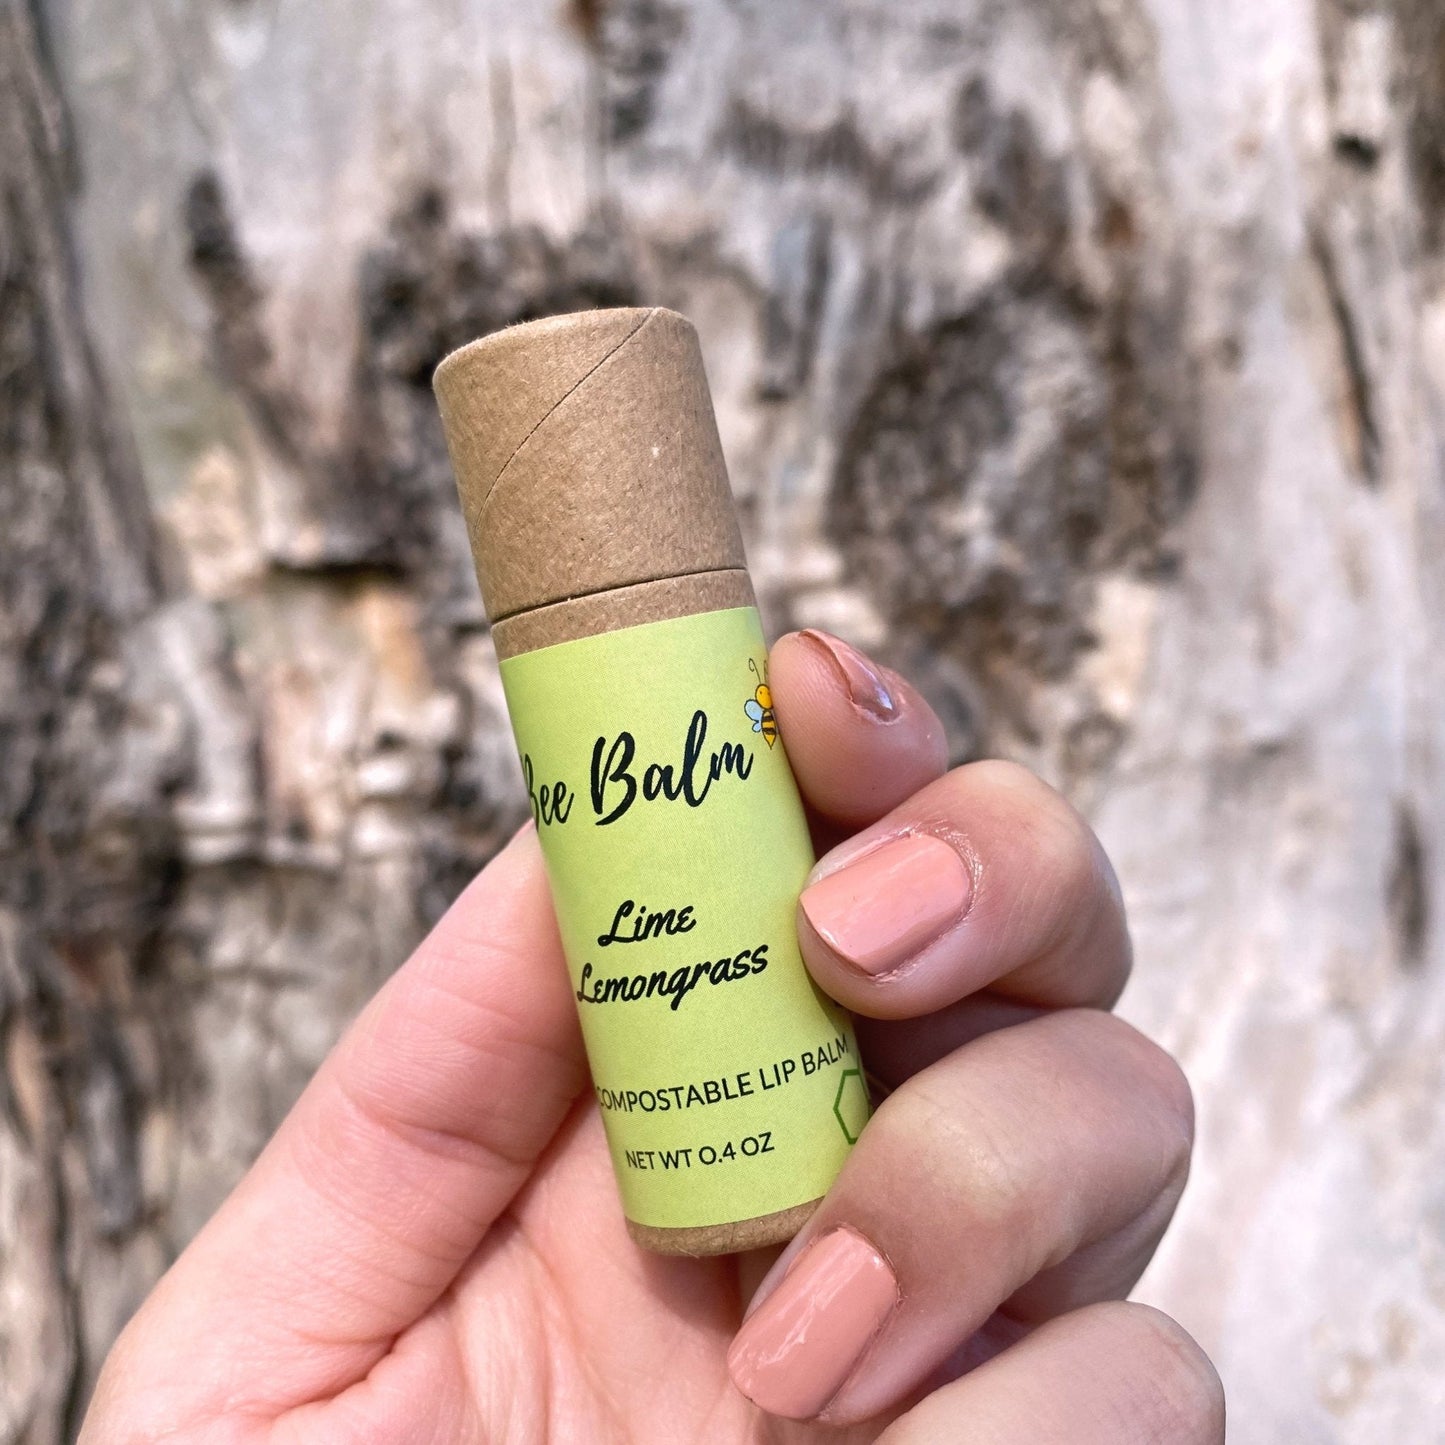 Bee Balm
Lime
Lemongrass
COMPOSTABLE LIP BALM
NET WT 0.4 OZ